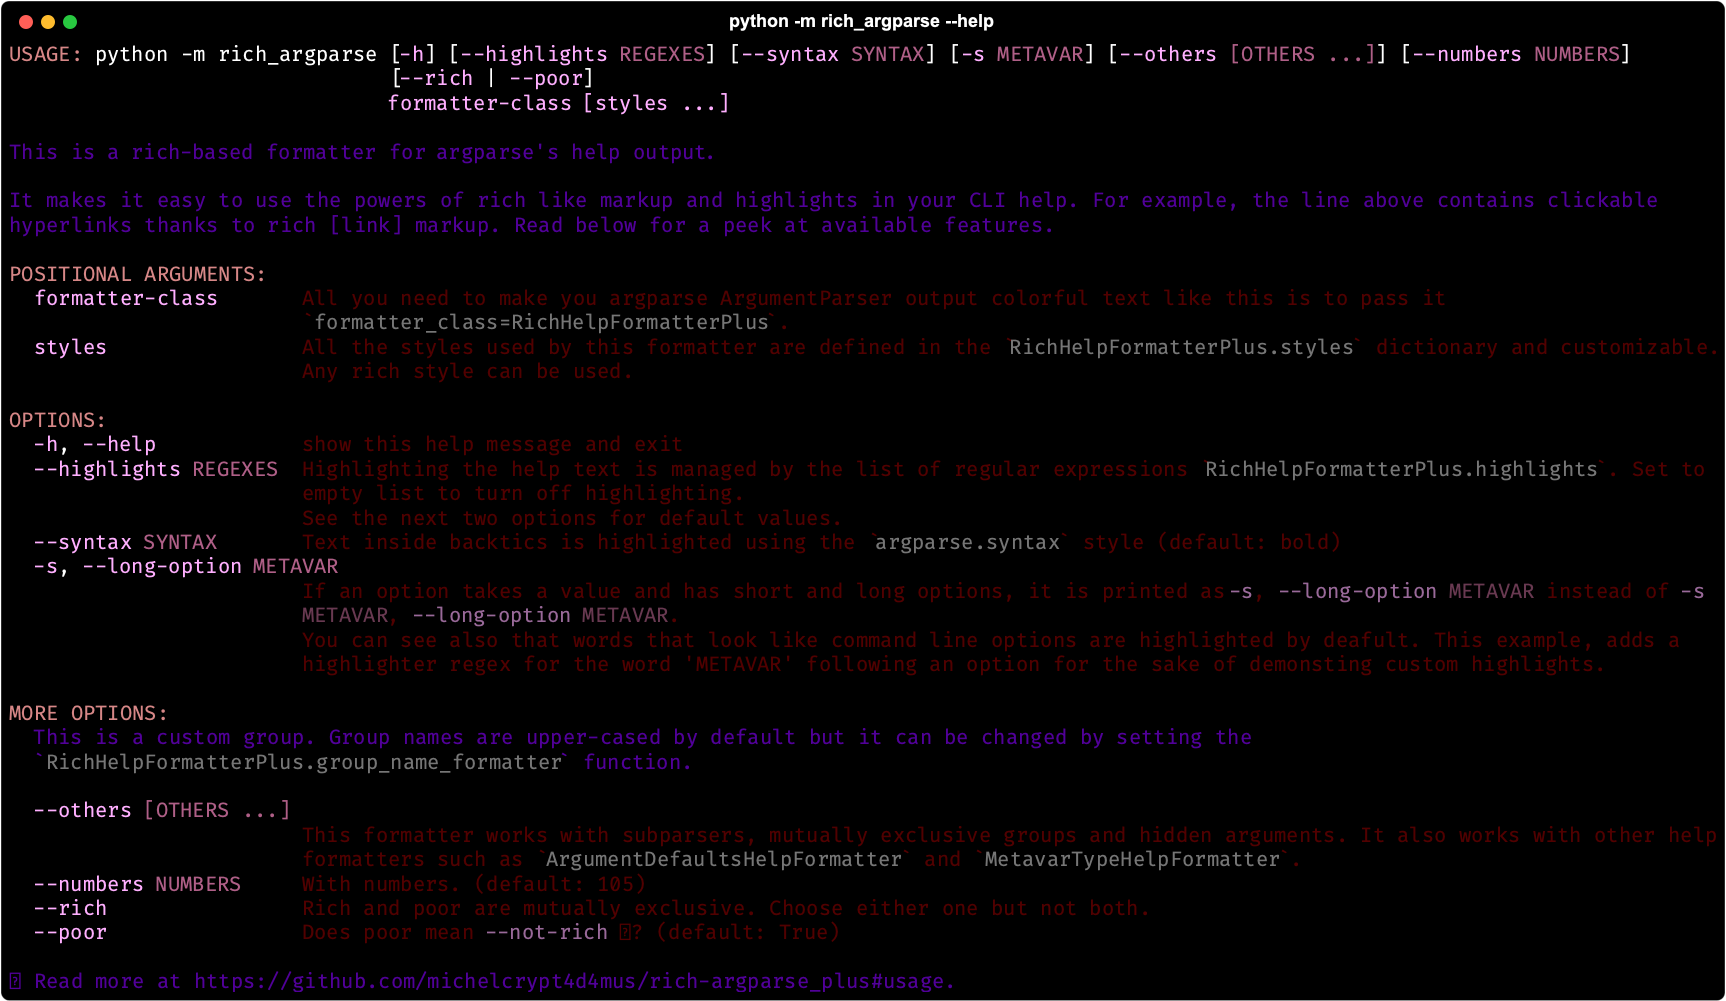 python -m rich_argparse --help
USAGE: python -m rich_argparse [-h] [--highlights REGEXES] [--syntax SYNTAX] [-s METAVAR] [--others [OTHERS ...]] [--numbers NUMBERS]
[--rich | --poor]
formatter-class [styles ...]
This is a rich-based formatter for argparse's help output.
It makes it easy to use the powers of rich like markup and highlights in your CLI help. For example, the line above contains clickable
hyperlinks thanks to rich [link] markup. Read below for a peek at available features.
POSITIONAL ARGUMENTS:
formatter-class All you need to make you argparse ArgumentParser output colorful text like this is to pass it
`formatter_class=RichHelpFormatterPlus`.
styles All the styles used by this formatter are defined in the `RichHelpFormatterPlus.styles` dictionary and customizable.
Any rich style can be used.
OPTIONS:
-h, --help show this help message and exit
--highlights REGEXES Highlighting the help text is managed by the list of regular expressions `RichHelpFormatterPlus.highlights`. Set to
empty list to turn off highlighting.
See the next two options for default values.
--syntax SYNTAX Text inside backtics is highlighted using the `argparse.syntax` style (default: bold)
-s, --long-option METAVAR
If an option takes a value and has short and long options, it is printed as -s, --long-option METAVAR instead of -s
METAVAR, --long-option METAVAR.
You can see also that words that look like command line options are highlighted by deafult. This example, adds a
highlighter regex for the word 'METAVAR' following an option for the sake of demonsting custom highlights.
MORE OPTIONS:
This is a custom group. Group names are upper-cased by default but it can be changed by setting the
`RichHelpFormatterPlus.group_name_formatter` function.
--others [OTHERS ...]
This formatter works with subparsers, mutually exclusive groups and hidden arguments. It also works with other help
formatters such as `ArgumentDefaultsHelpFormatter` and `MetavarTypeHelpFormatter`.
--numbers NUMBERS With numbers. (default: 105)
--rich Rich and poor are mutually exclusive. Choose either one but not both.
--poor Does poor mean --not-rich ? (default: True)
Read more at https://github.com/michelcrypt4d4mus/rich-argparse_plus#usage.